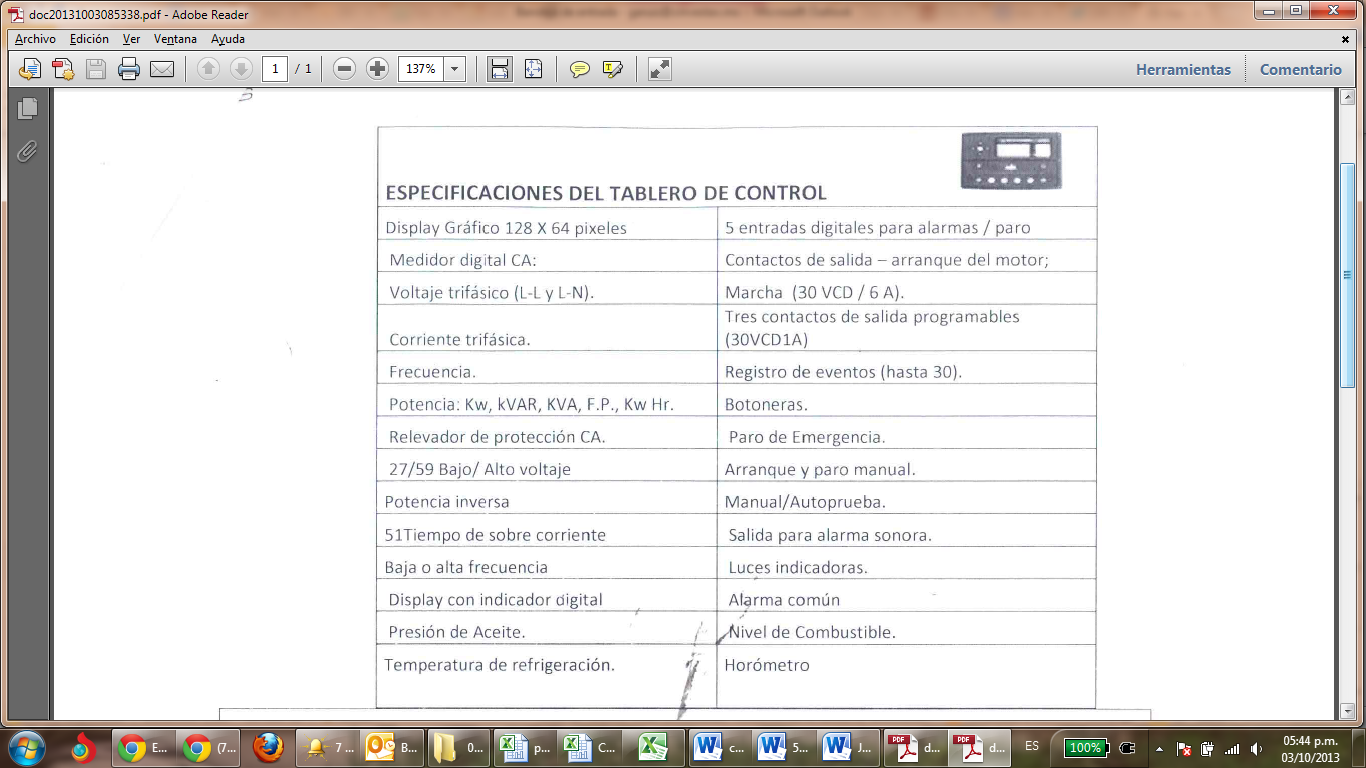 doc20131003085338.pdf - Adobe Reader
Archivo Edición Ver Ventana Ayuda
1 / 1 137% Herramientas Comentario
3
ESPECIFICACIONES DEL TABLERO DE CONTROL
Display Gráfico 128 X 64 pixeles 5 entradas digitales para alarmas / paro
Medidor digital CA: Contactos de salida – arranque del motor;
Voltaje trifásico (L-L y L-N). Marcha (30 VCD / 6 A).
Tres contactos de salida programables
Corriente trifásica. (30VCD1A)
Frecuencia. Registro de eventos (hasta 30).
Potencia: Kw, kVAR, KVA, F.P., Kw Hr. Botoneras.
Relevador de protección CA. Paro de Emergencia.
27/59 Bajo/ Alto voltaje Arranque y paro manual.
Potencia inversa Manual/Autoprueba.
51Tiempo de sobre corriente Salida para alarma sonora.
Baja o alta frecuencia Luces indicadoras.
Display con indicador digital Alarma común
Presión de Aceite. Nivel de Combustible.
Temperatura de refrigeración. Horómetro
E... (7... 7 ... B... 0... p... C... c... 5... J... d... d... ES 100% 05:44 p.m.
03/10/2013